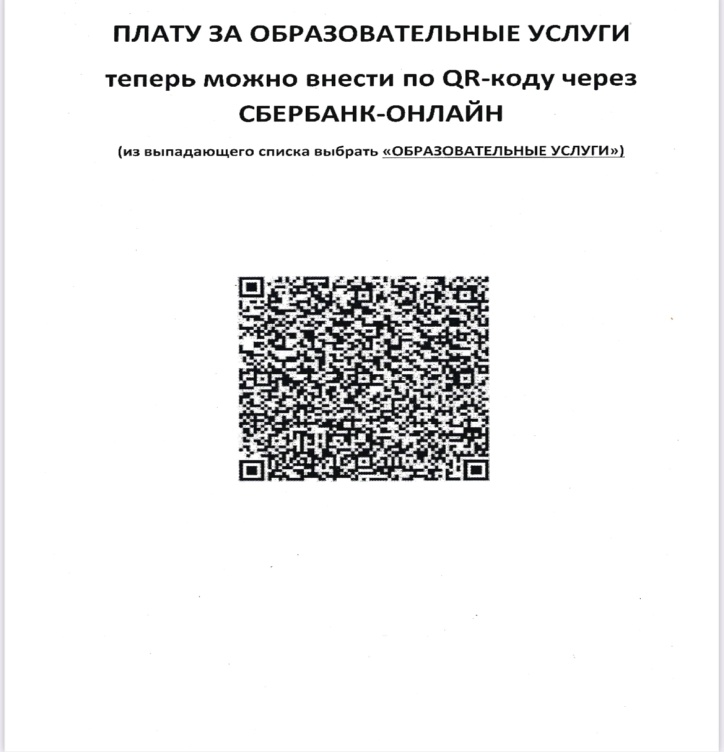 ПЛАТУ ЗА ОБРАЗОВАТЕЛЬНЫЕ УСЛУГИ
теперь можно внести по QR-коду через
СБЕРБАНК-ОНЛАЙН
(из выпадающего списка выбрать «ОБРАЗОВАТЕЛЬНЫЕ УСЛУГИ»)